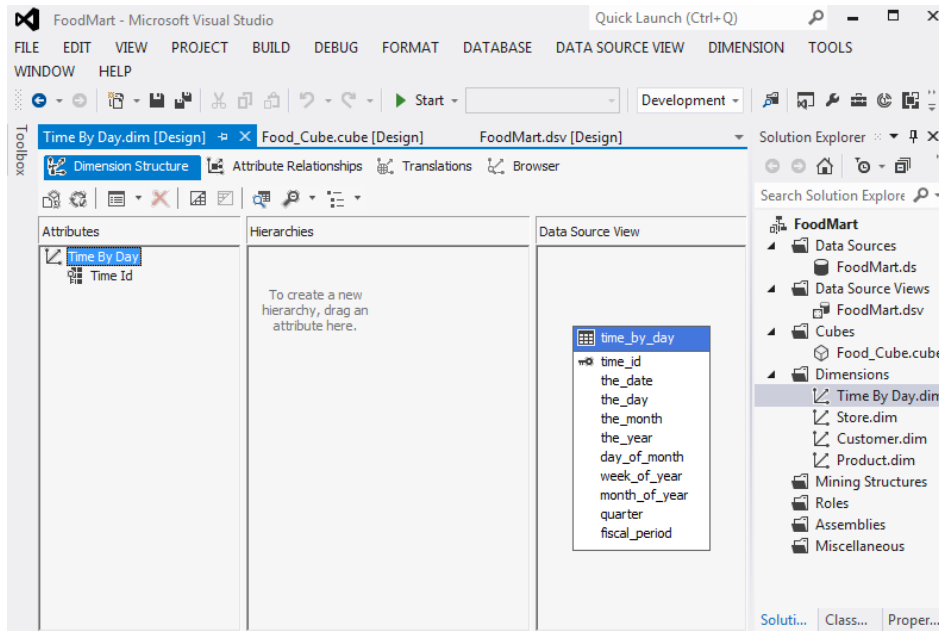 FoodMart - Microsoft Visual Studio
Quick Launch (Ctrl+Q)
FILE EDIT VIEW PROJECT BUILD DEBUG FORMAT DATABASE DATA SOURCE VIEW DIMENSION TOOLS
WINDOW HELP
Start
Development
Toolbox
Time By Day.dim [Design]
Food_Cube.cube [Design]
FoodMart.dsv [Design]
Dimension Structure
Attribute Relationships
Translations
Browser
Attributes
Time By Day
Time Id
Hierarchies
To create a new
hierarchy, drag an
attribute here.
Data Source View
time_by_day
time_id
the_date
the_day
the_month
the_year
day_of_month
week_of_year
month_of_year
quarter
fiscal_period
Solution Explorer
Search Solution Explore
FoodMart
Data Sources
FoodMart.ds
Data Source Views
FoodMart.dsv
Cubes
Food_Cube.cube
Dimensions
Time By Day.dim
Store.dim
Customer.dim
Product.dim
Mining Structures
Roles
Assemblies
Miscellaneous
Soluti... Class... Proper...